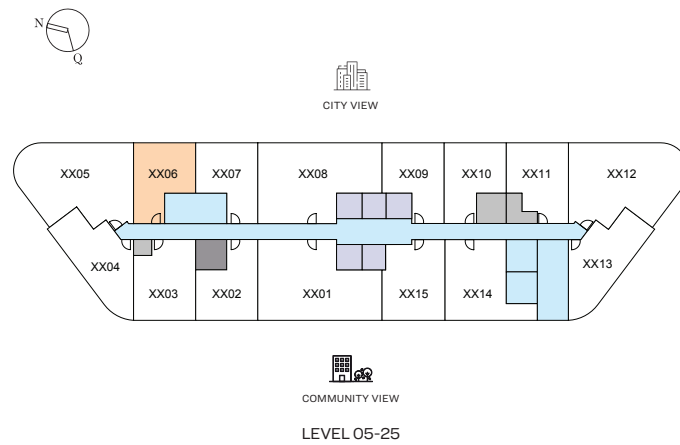 N
Q
CITY VIEW
XX05
XX06
XX07
XX08
XX09
XX10
XX11
XX12
XX04
XX03
XX02
XX01
XX15
XX14
XX13
COMMUNITY VIEW
LEVEL 05-25